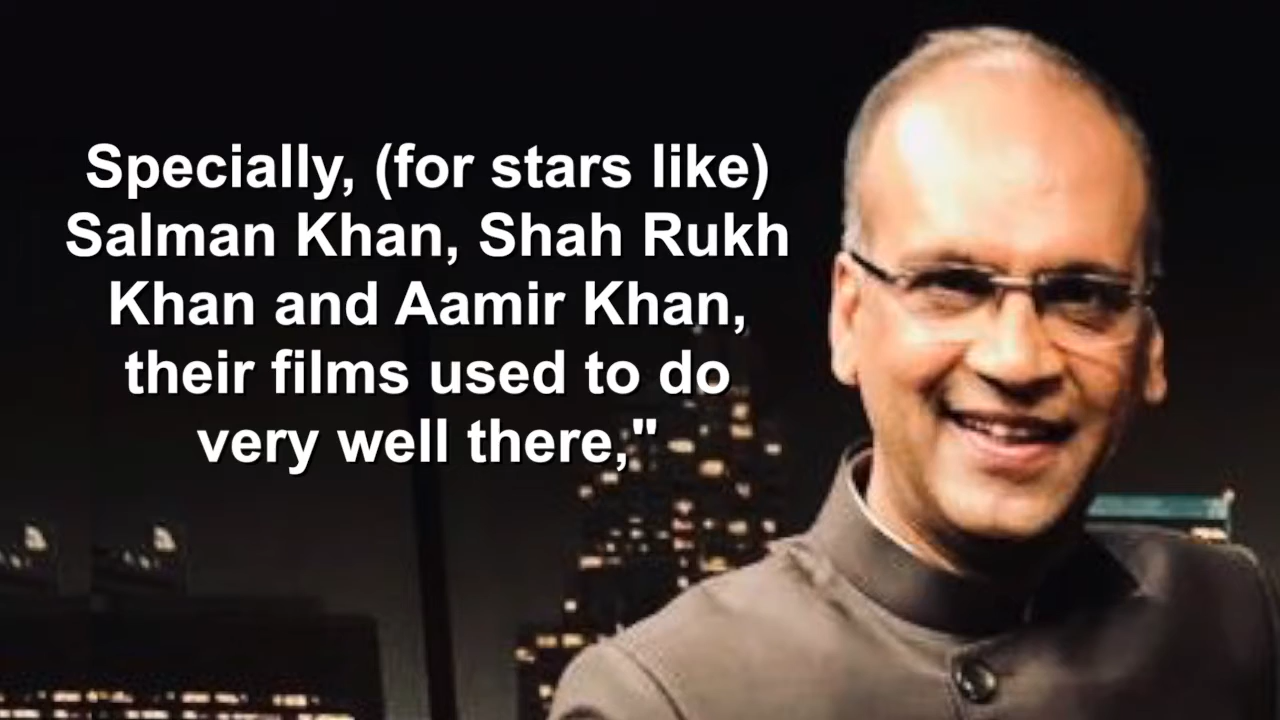 Specially, (for stars like)
Salman Khan, Shah Rukh
Khan and Aamir Khan,
their films used to do
very well there,"